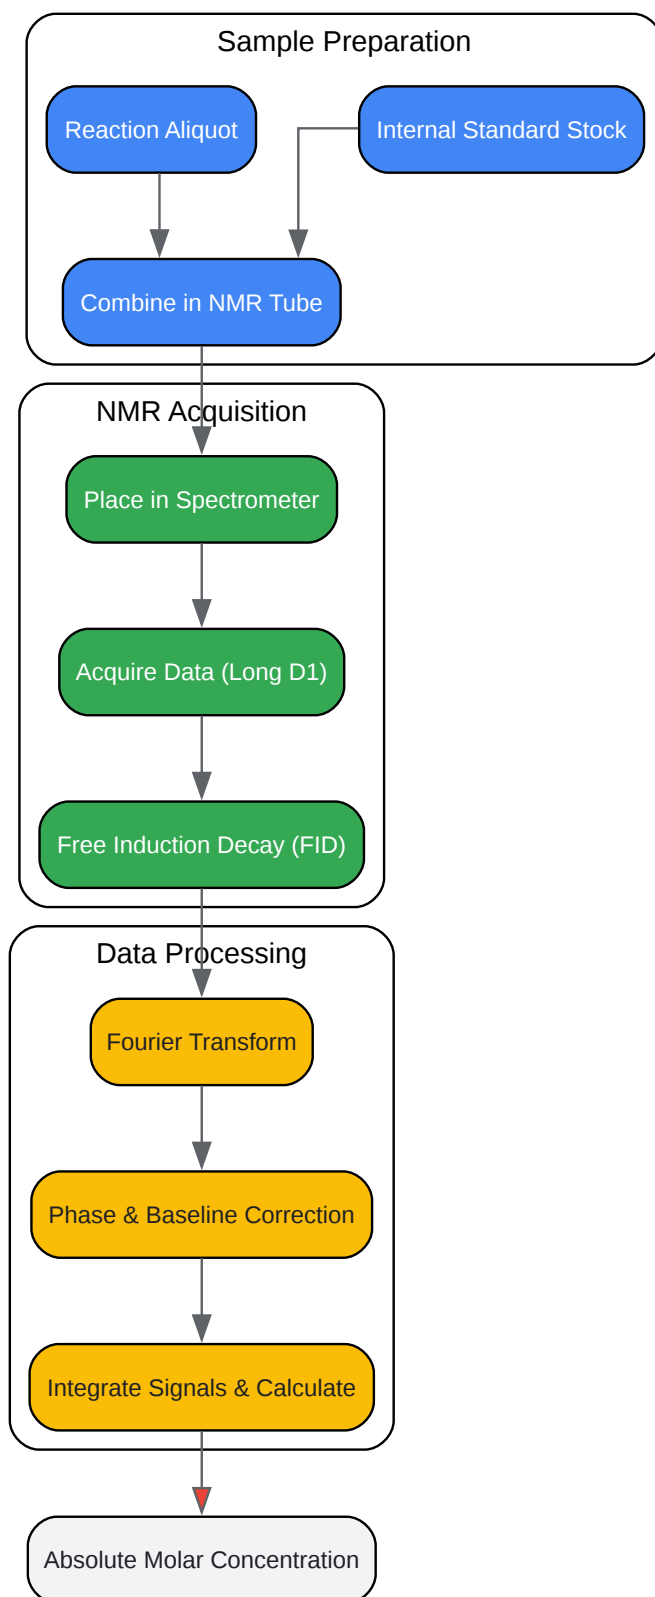 Sample Preparation
Reaction Aliquot
Internal Standard Stock
Combine in NMR Tube
NMR Acquisition
Place in Spectrometer
Acquire Data (Long D1)
Free Induction Decay (FID)
Data Processing
Fourier Transform
Phase & Baseline Correction
Integrate Signals & Calculate
Absolute Molar Concentration